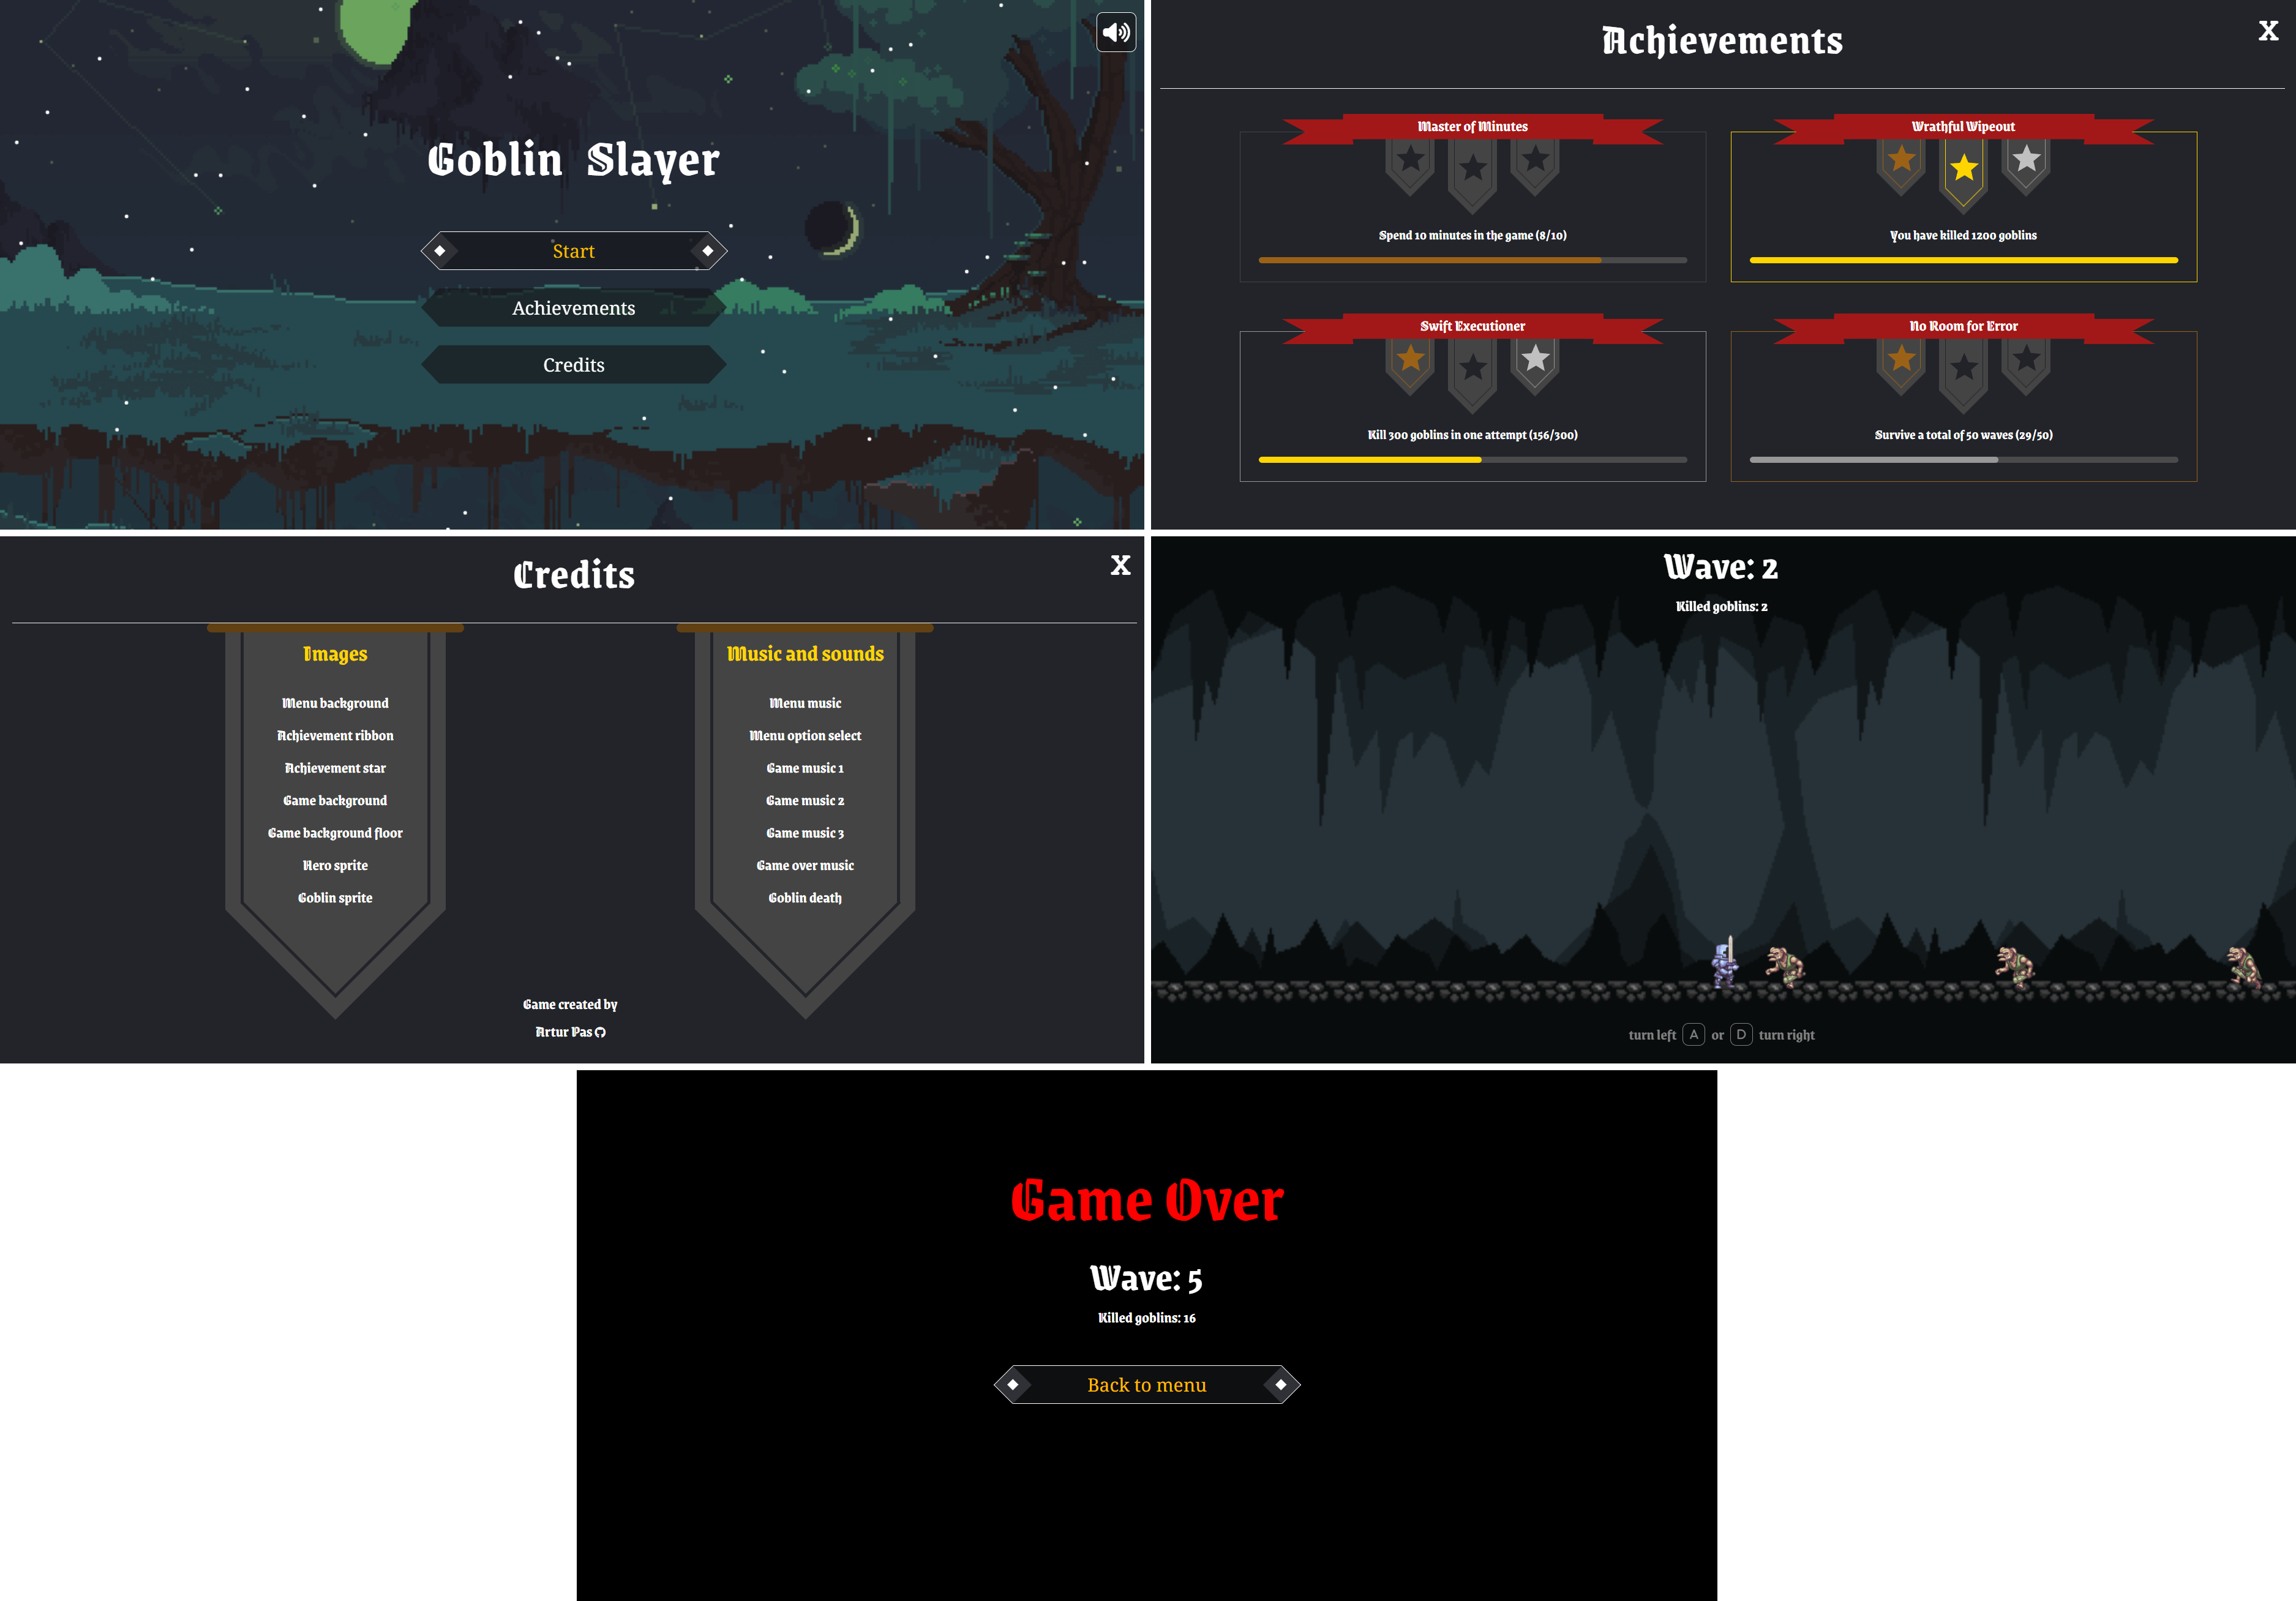 Goblin Slayer
Start
Achievements
Credits
Achievements
X
Master of Minutes
Spend 10 minutes in the game (8/10)
Wrathful Wipeout
You have killed 1200 goblins
Swift Executioner
Kill 300 goblins in one attempt (156/300)
No Room for Error
Survive a total of 50 waves (29/50)
Credits
X
Images
Menu background
Achievement ribbon
Achievement star
Game background
Game background floor
Hero sprite
Goblin sprite
Music and sounds
Menu music
Menu option select
Game music 1
Game music 2
Game music 3
Game over music
Goblin death
Game created by
Artur Pas
Wave: 2
Killed goblins: 2
turn left A or D turn right
Game Over
Wave: 5
Killed goblins: 16
Back to menu